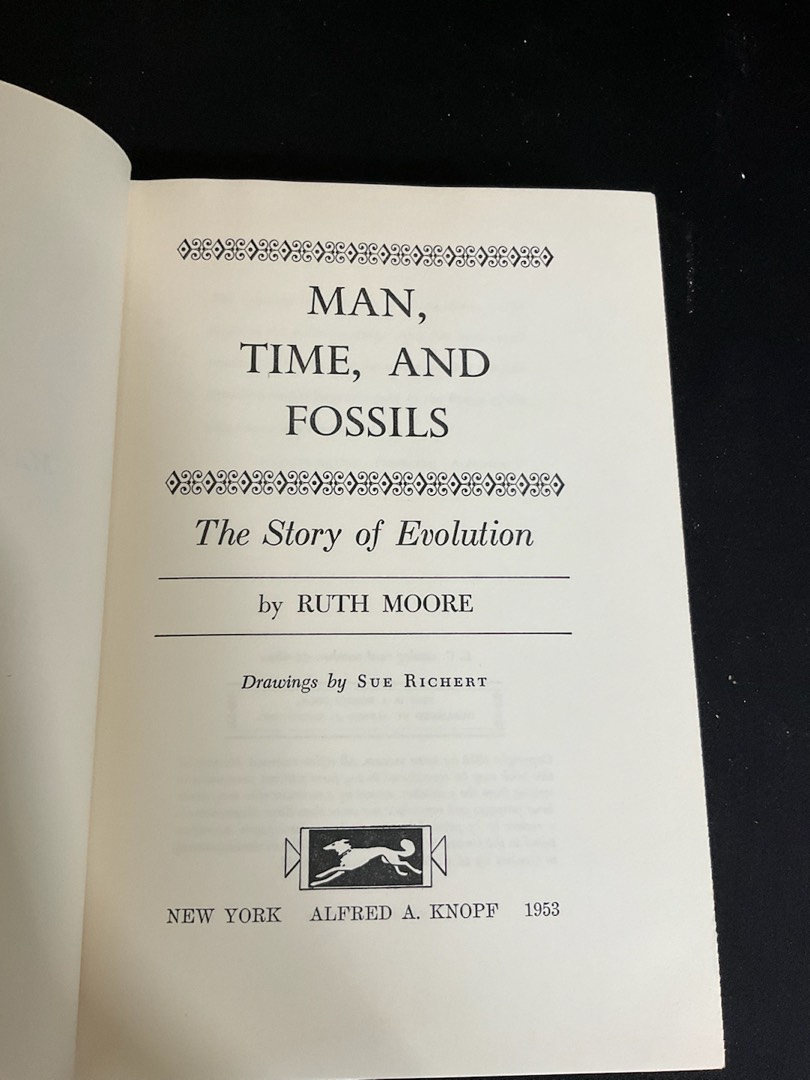 MAN,
TIME, AND
FOSSILS
The Story of Evolution
by RUTH MOORE
Drawings by SUE RICHERT
NEW YORK ALFRED A. KNOPF 1953